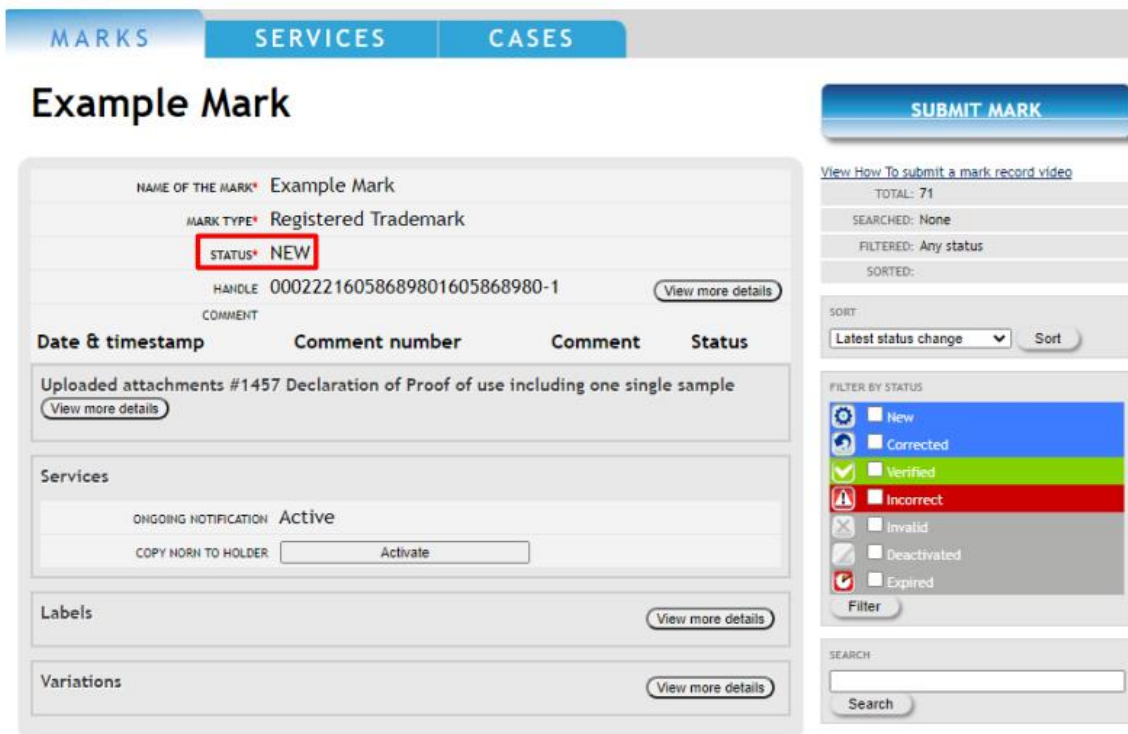 MARKS SERVICES CASES
Example Mark
NAME OF THE MARK* Example Mark
MARK TYPE* Registered Trademark
STATUS* NEW
HANDLE 00022216058689801605868980-1 View more details
COMMENT
Date & timestamp Comment number Comment Status
Uploaded attachments #1457 Declaration of Proof of use including one single sample
View more details
Services
ONGOING NOTIFICATION Active
COPY NORN TO HOLDER Activate
Labels View more details
Variations View more details
SUBMIT MARK
View How To submit a mark record video
TOTAL: 71
SEARCHED: None
FILTERED: Any status
SORTED:
SORT
Latest status change Sort
FILTER BY STATUS
New
Corrected
Verified
Incorrect
Invalid
Deactivated
Expired
Filter
SEARCH
Search